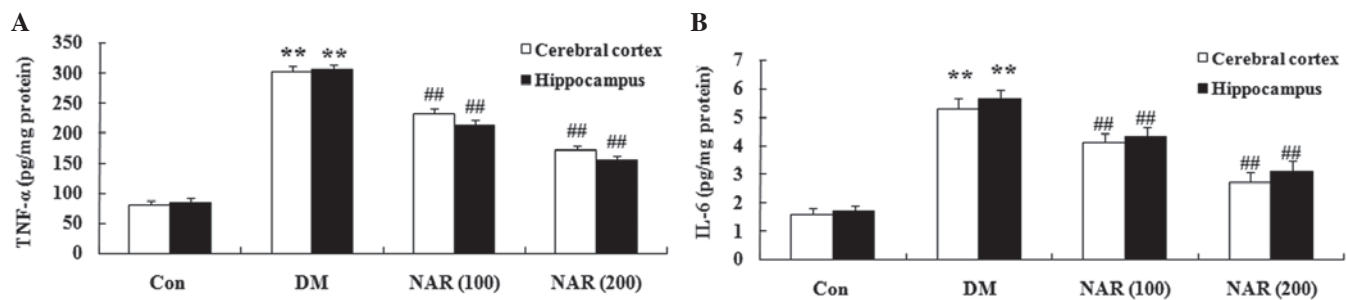 A
TNF-α (pg/mg protein)
350
300
250
200
150
100
50
0
** **
## ##
## ##
Cerebral cortex
Hippocampus
Con DM NAR (100) NAR (200)
B
IL-6 (pg/mg protein)
7
6
5
4
3
2
1
0
** **
## ##
## ##
Cerebral cortex
Hippocampus
Con DM NAR (100) NAR (200)